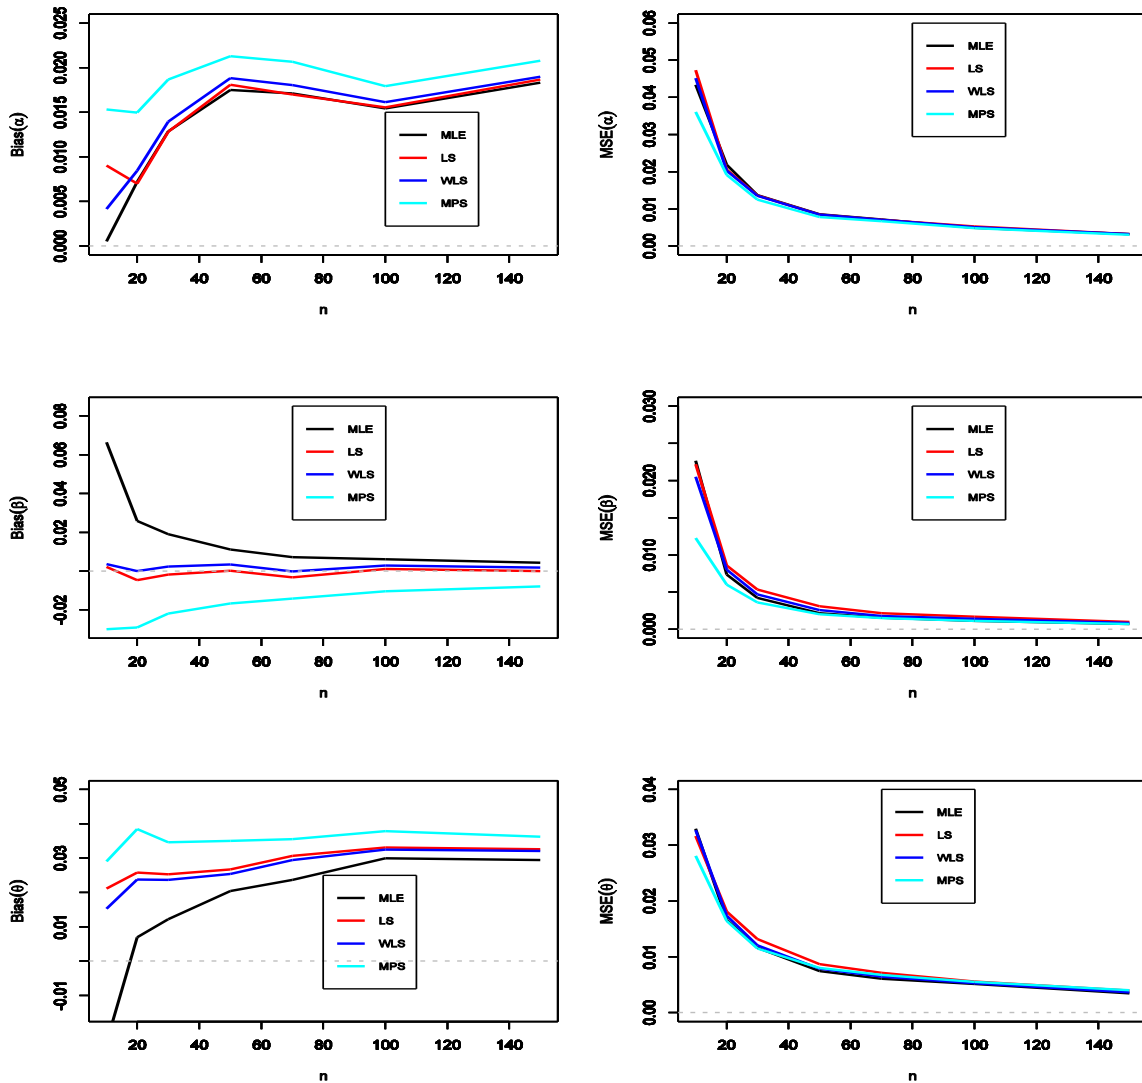 Bias(α)
0.000 0.005 0.010 0.015 0.020 0.025
MLE
LS
WLS
MPS
20 40 60 80 100 120 140
n
MSE(α)
0.00 0.01 0.02 0.03 0.04 0.05 0.06
MLE
LS
WLS
MPS
20 40 60 80 100 120 140
n
Bias(β)
-0.02 0.02 0.04 0.06 0.08
MLE
LS
WLS
MPS
20 40 60 80 100 120 140
n
MSE(β)
0.000 0.010 0.020 0.030
MLE
LS
WLS
MPS
20 40 60 80 100 120 140
n
Bias(θ)
-0.01 0.01 0.03 0.05
MLE
LS
WLS
MPS
20 40 60 80 100 120 140
n
MSE(θ)
0.00 0.01 0.02 0.03 0.04
MLE
LS
WLS
MPS
20 40 60 80 100 120 140
n